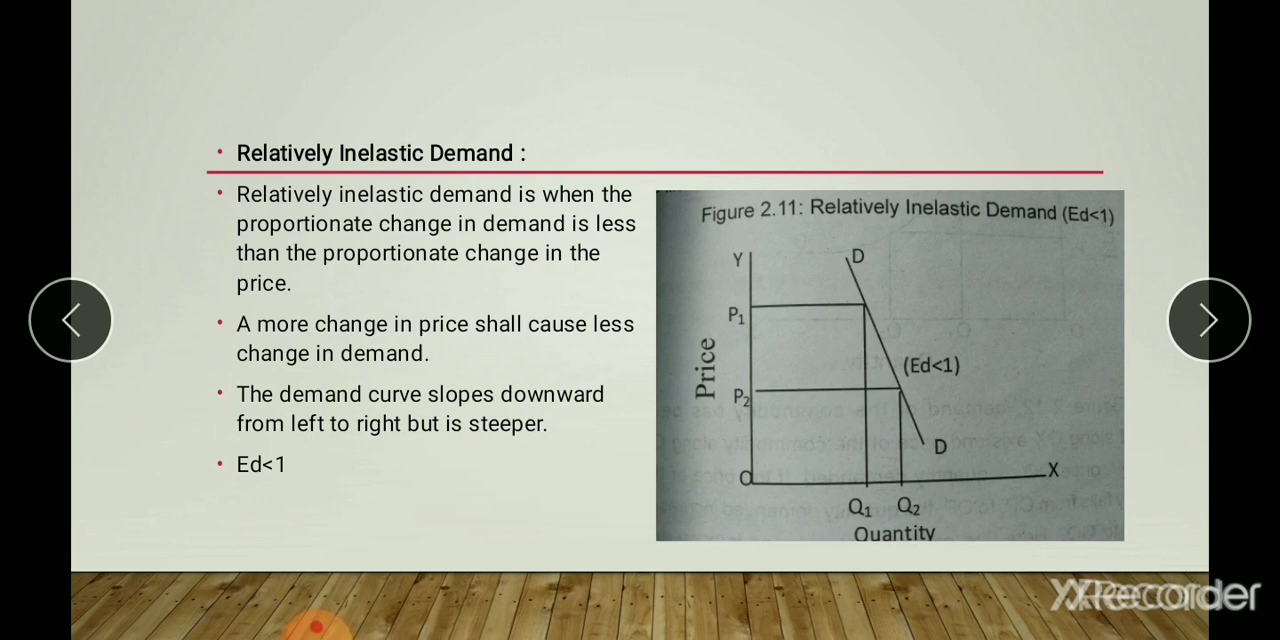 Relatively Inelastic Demand :
Relatively inelastic demand is when the
proportionate change in demand is less
than the proportionate change in the
price.
A more change in price shall cause less
change in demand.
The demand curve slopes downward
from left to right but is steeper.
Ed<1
Figure 2.11: Relatively Inelastic Demand (Ed<1)
Y
D
P1
Price
(Ed<1)
P2
D
O
X
Q1 Q2
Quantity
XRecorder